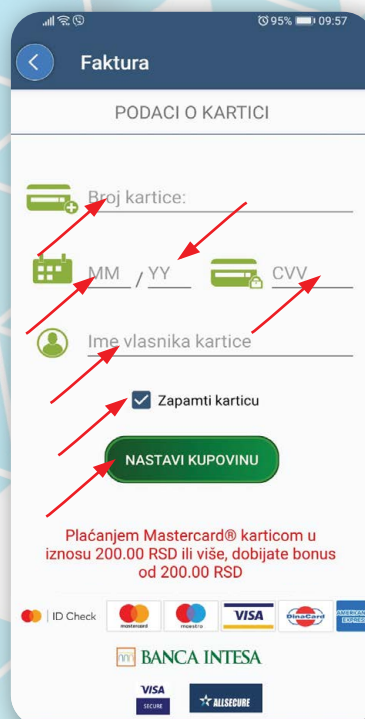 95% 09:57
Faktura
PODACI O KARTICI
Broj kartice:
MM / YY CVV
Ime vlasnika kartice
Zapamti karticu
NASTAVI KUPOVINU
Plaćanjem Mastercard® karticom u
iznosu 200.00 RSD ili više, dobijate bonus
od 200.00 RSD
ID Check mastercard maestro VISA DinaCard AMERICAN EXPRESS
BANCA INTESA
VISA
SECURE
ALLSECURE